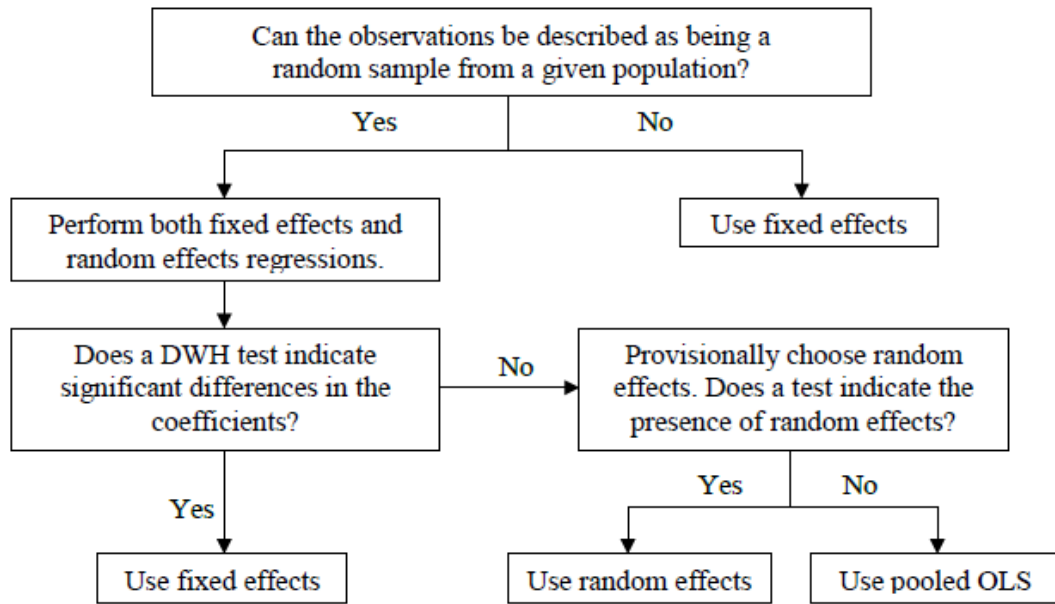 Can the observations be described as being a
random sample from a given population?
Yes
No
Perform both fixed effects and
random effects regressions.
Use fixed effects
Does a DWH test indicate
significant differences in the
coefficients?
No
Provisionally choose random
effects. Does a test indicate the
presence of random effects?
Yes
Yes
No
Use fixed effects
Use random effects
Use pooled OLS